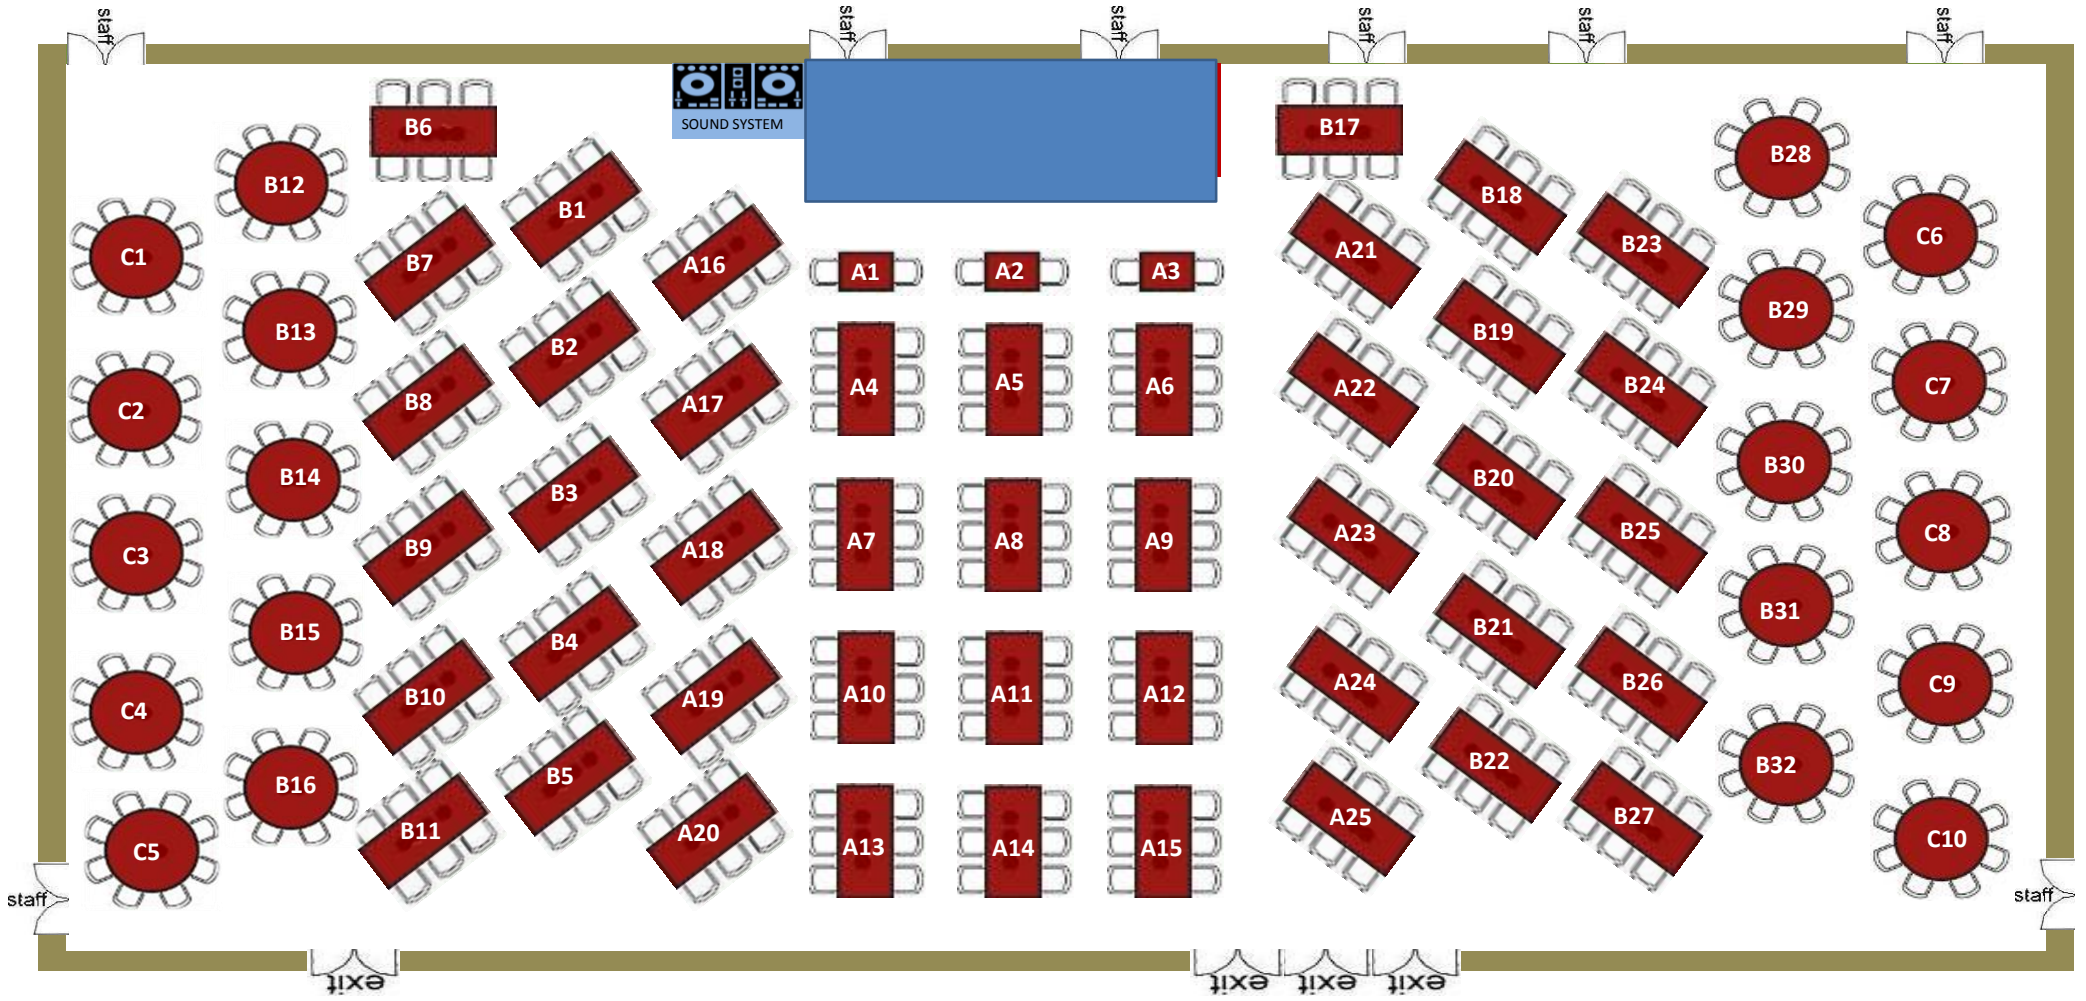 staff
staff
staff
staff
staff
staff
SOUND SYSTEM
B6
B17
B12
B1
B18
B28
C1
B7
A16
A1
A2
A3
A21
B23
C6
B13
B2
B19
B29
C2
B8
A17
A4
A5
A6
A22
B24
C7
B14
B3
B20
B30
C3
B9
A18
A7
A8
A9
A23
B25
C8
B15
B4
B21
B31
C4
B10
A19
A10
A11
A12
A24
B26
C9
B16
B5
B22
B32
C5
B11
A20
A13
A14
A15
A25
B27
C10
staff
staff
exit
exit
exit
exit